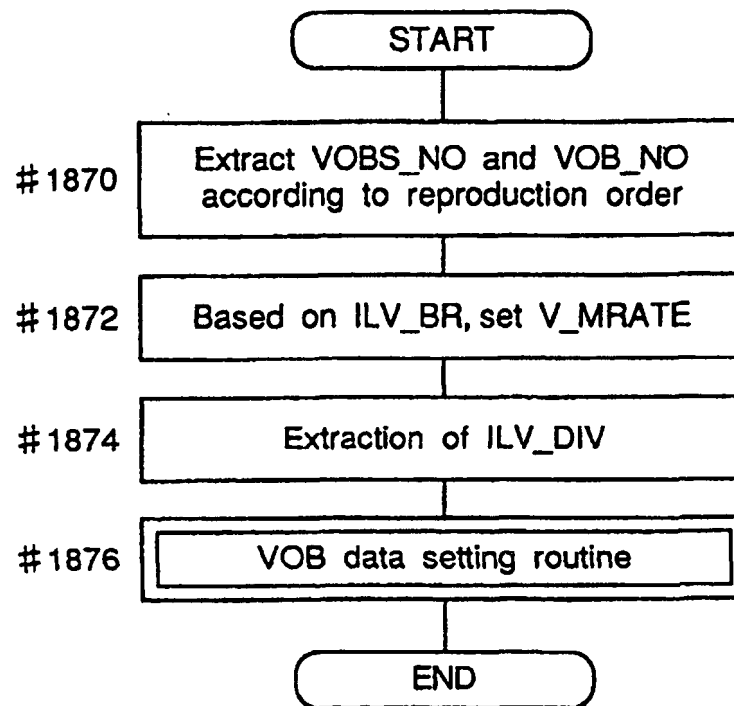 START
#1870
Extract VOBS_NO and VOB_NO
according to reproduction order
#1872
Based on ILV_BR, set V_MRATE
#1874
Extraction of ILV_DIV
#1876
VOB data setting routine
END